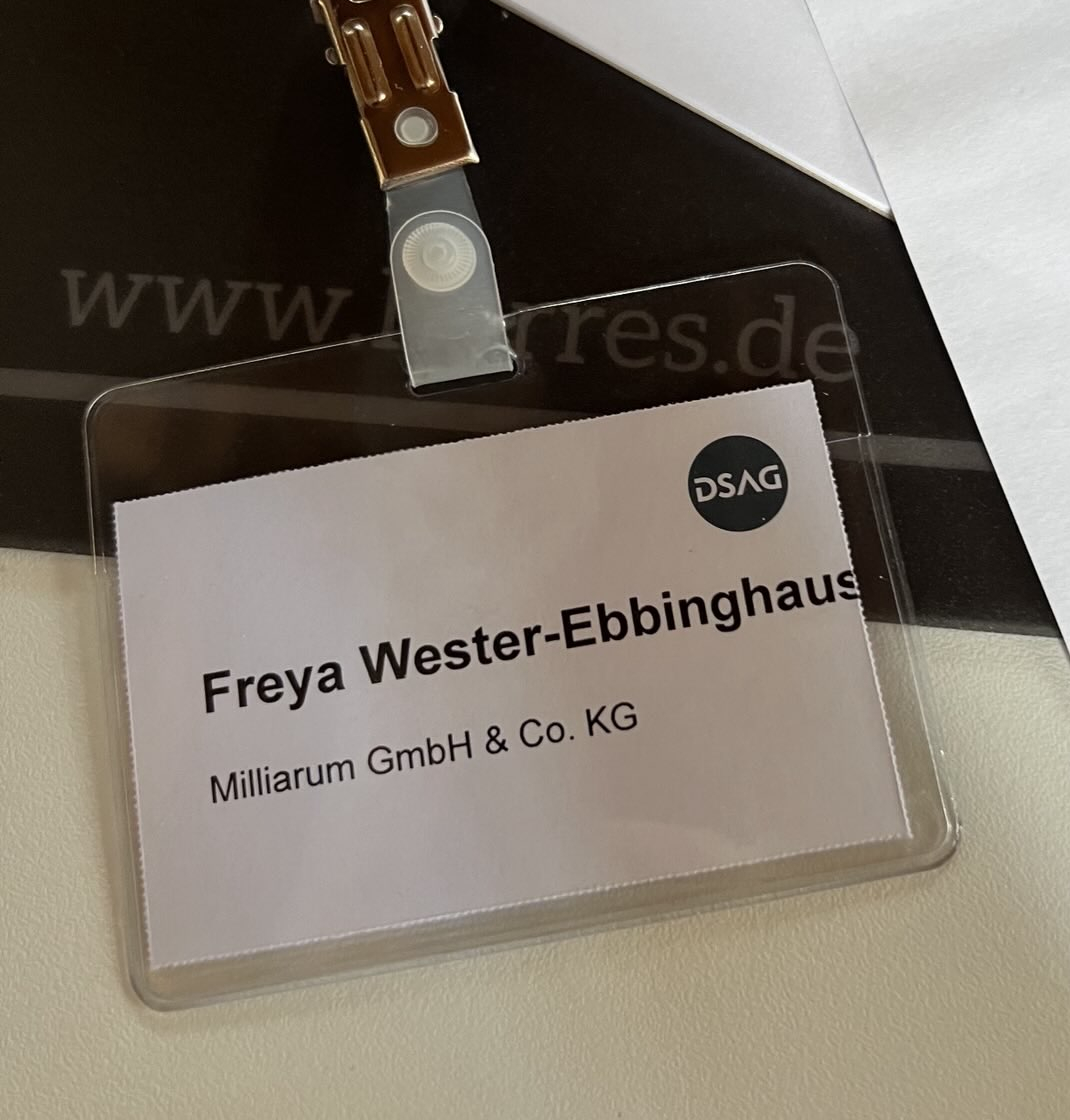 DSAG
Freya Wester-Ebbinghaus
Milliarum GmbH & Co. KG